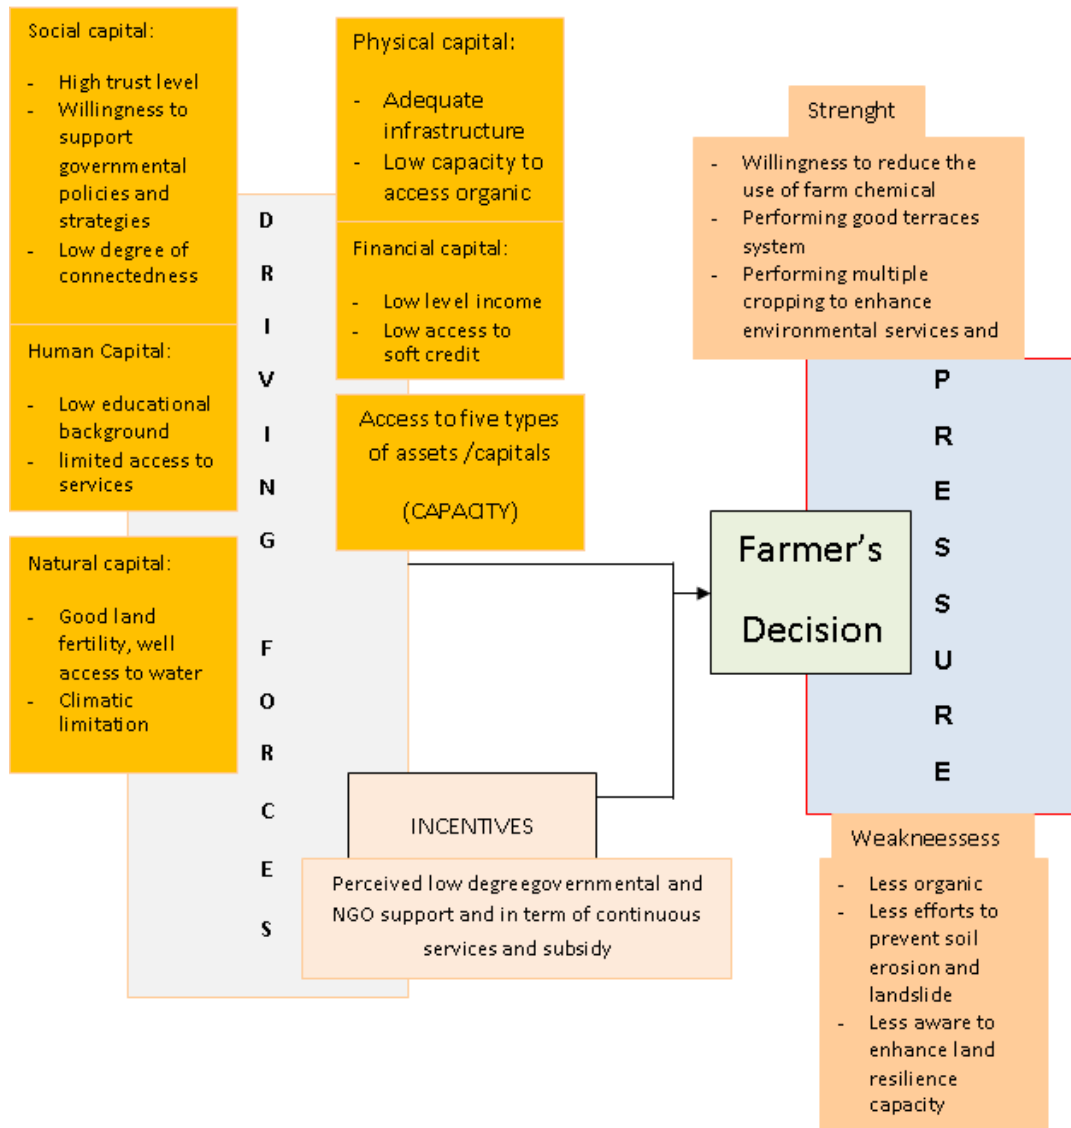 Social capital:
- High trust level
- Willingness to
support
governmental
policies and
strategies
- Low degree of
connectedness
Human Capital:
- Low educational
background
- limited access to
services
Natural capital:
- Good land
fertility, well
access to water
- Climatic
limitation
DRIVING FORCES
Physical capital:
- Adequate
infrastructure
- Low capacity to
access organic
Financial capital:
- Low level income
- Low access to
soft credit
Access to five types
of assets /capitals
(CAPACITY)
INCENTIVES
Perceived low degreegovernmental and
NGO support and in term of continuous
services and subsidy
Farmer's
Decision
Strenght
- Willingness to reduce the
use of farm chemical
- Performing good terraces
system
- Performing multiple
cropping to enhance
environmental services and
PRESSURE
Weakneessess
- Less organic
- Less efforts to
prevent soil
erosion and
landslide
- Less aware to
enhance land
resilience
capacity